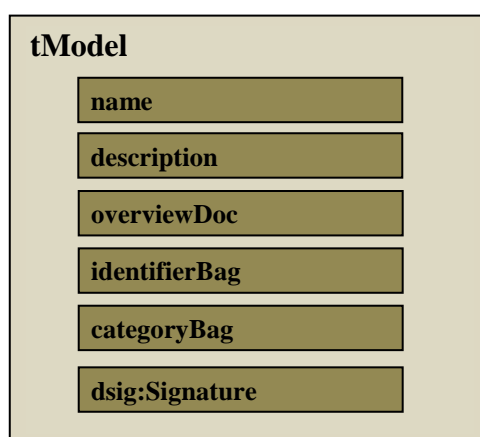 tModel
name
description
overviewDoc
identifierBag
categoryBag
dsig:Signature